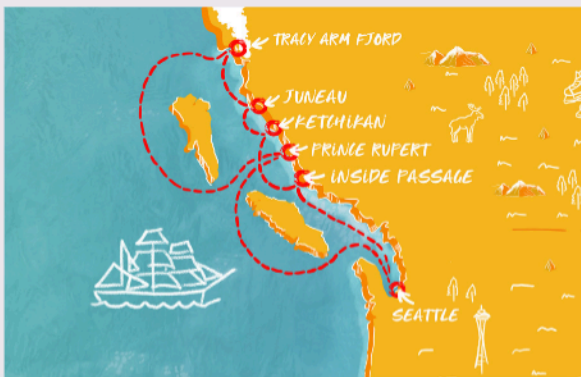 TRACY ARM FJORD
JUNEAU
KETCHIKAN
PRINCE RUPERT
INSIDE PASSAGE
SEATTLE